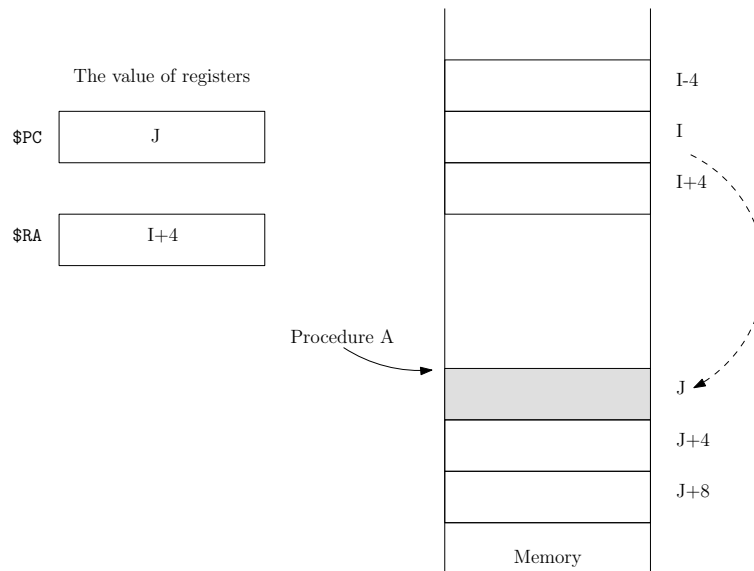 The value of registers
$PC
J
$RA
I+4
Procedure A
I-4
I
I+4
J
J+4
J+8
Memory